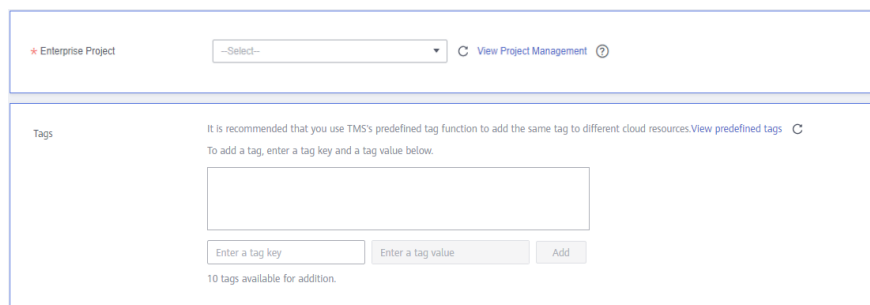 * Enterprise Project --Select-- View Project Management ?
Tags It is recommended that you use TMS's predefined tag function to add the same tag to different cloud resources.View predefined tags
To add a tag, enter a tag key and a tag value below.
Enter a tag key Enter a tag value Add
10 tags available for addition.